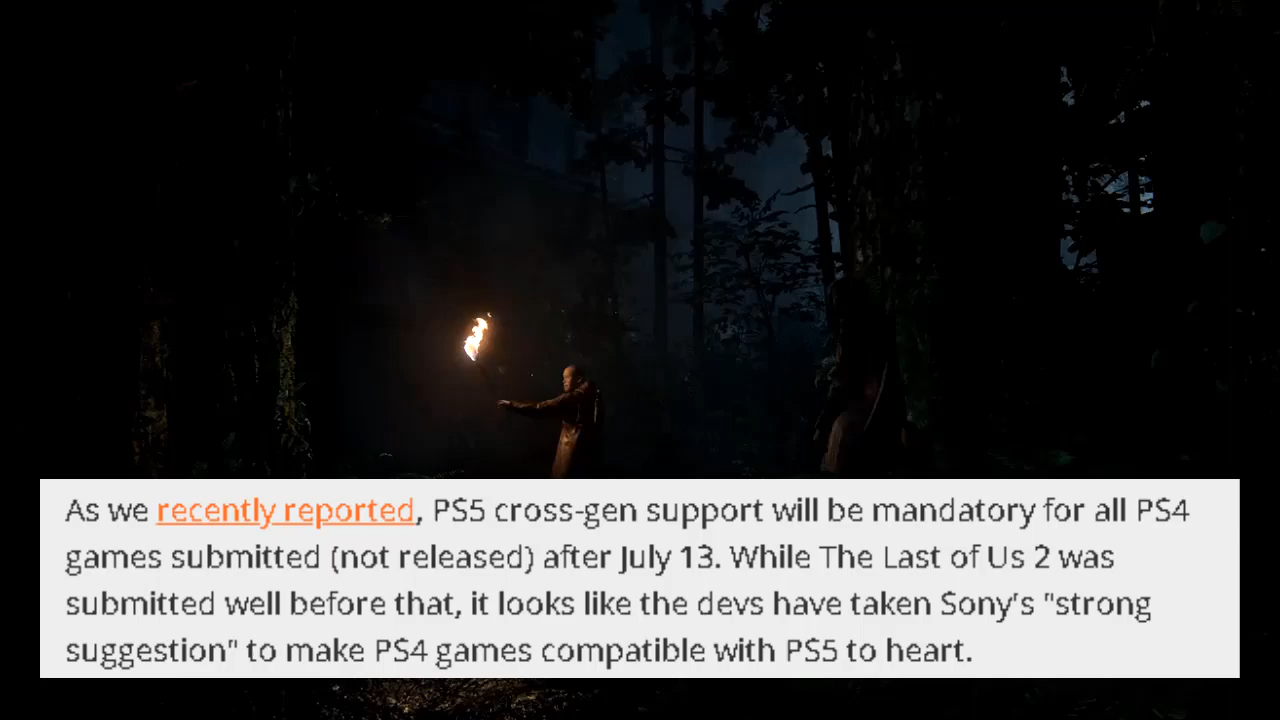 As we recently reported, PS5 cross-gen support will be mandatory for all PS4
games submitted (not released) after July 13. While The Last of Us 2 was
submitted well before that, it looks like the devs have taken Sony's "strong
suggestion" to make PS4 games compatible with PS5 to heart.